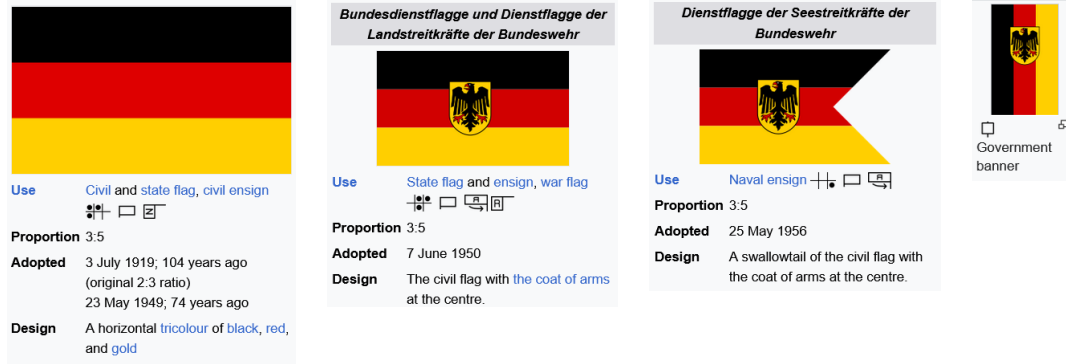 Use Civil and state flag, civil ensign
Proportion 3:5
Adopted 3 July 1919; 104 years ago
(original 2:3 ratio)
23 May 1949; 74 years ago
Design A horizontal tricolour of black, red,
and gold
Bundesdienstflagge und Dienstflagge der
Landstreitkräfte der Bundeswehr
Use State flag and ensign, war flag
Proportion 3:5
Adopted 7 June 1950
Design The civil flag with the coat of arms
at the centre.
Dienstflagge der Seestreitkräfte der
Bundeswehr
Use Naval ensign
Proportion 3:5
Adopted 25 May 1956
Design A swallowtail of the civil flag with
the coat of arms at the centre.
Government
banner